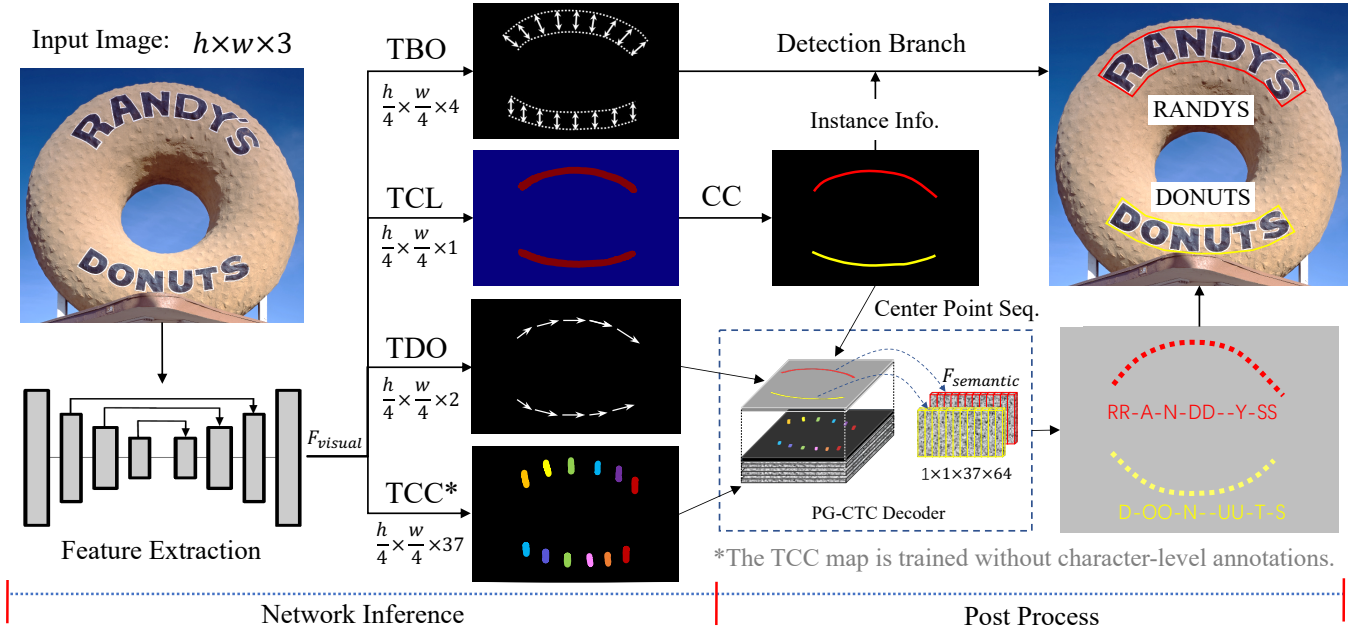 Input Image: h×w×3
RANDY'S
DONUTS
Feature Extraction
F_visual
TBO
h/4×w/4×4
TCL
h/4×w/4×1
TDO
h/4×w/4×2
TCC*
h/4×w/4×37
CC
Detection Branch
Instance Info.
Center Point Seq.
F_semantic
1×1×37×64
PG-CTC Decoder
RANDY'S
RANDYS
DONUTS
DONUTS
RR-A-N-DD--Y-SS
D-OO-N--UU-T-S
*The TCC map is trained without character-level annotations.
Network Inference
Post Process